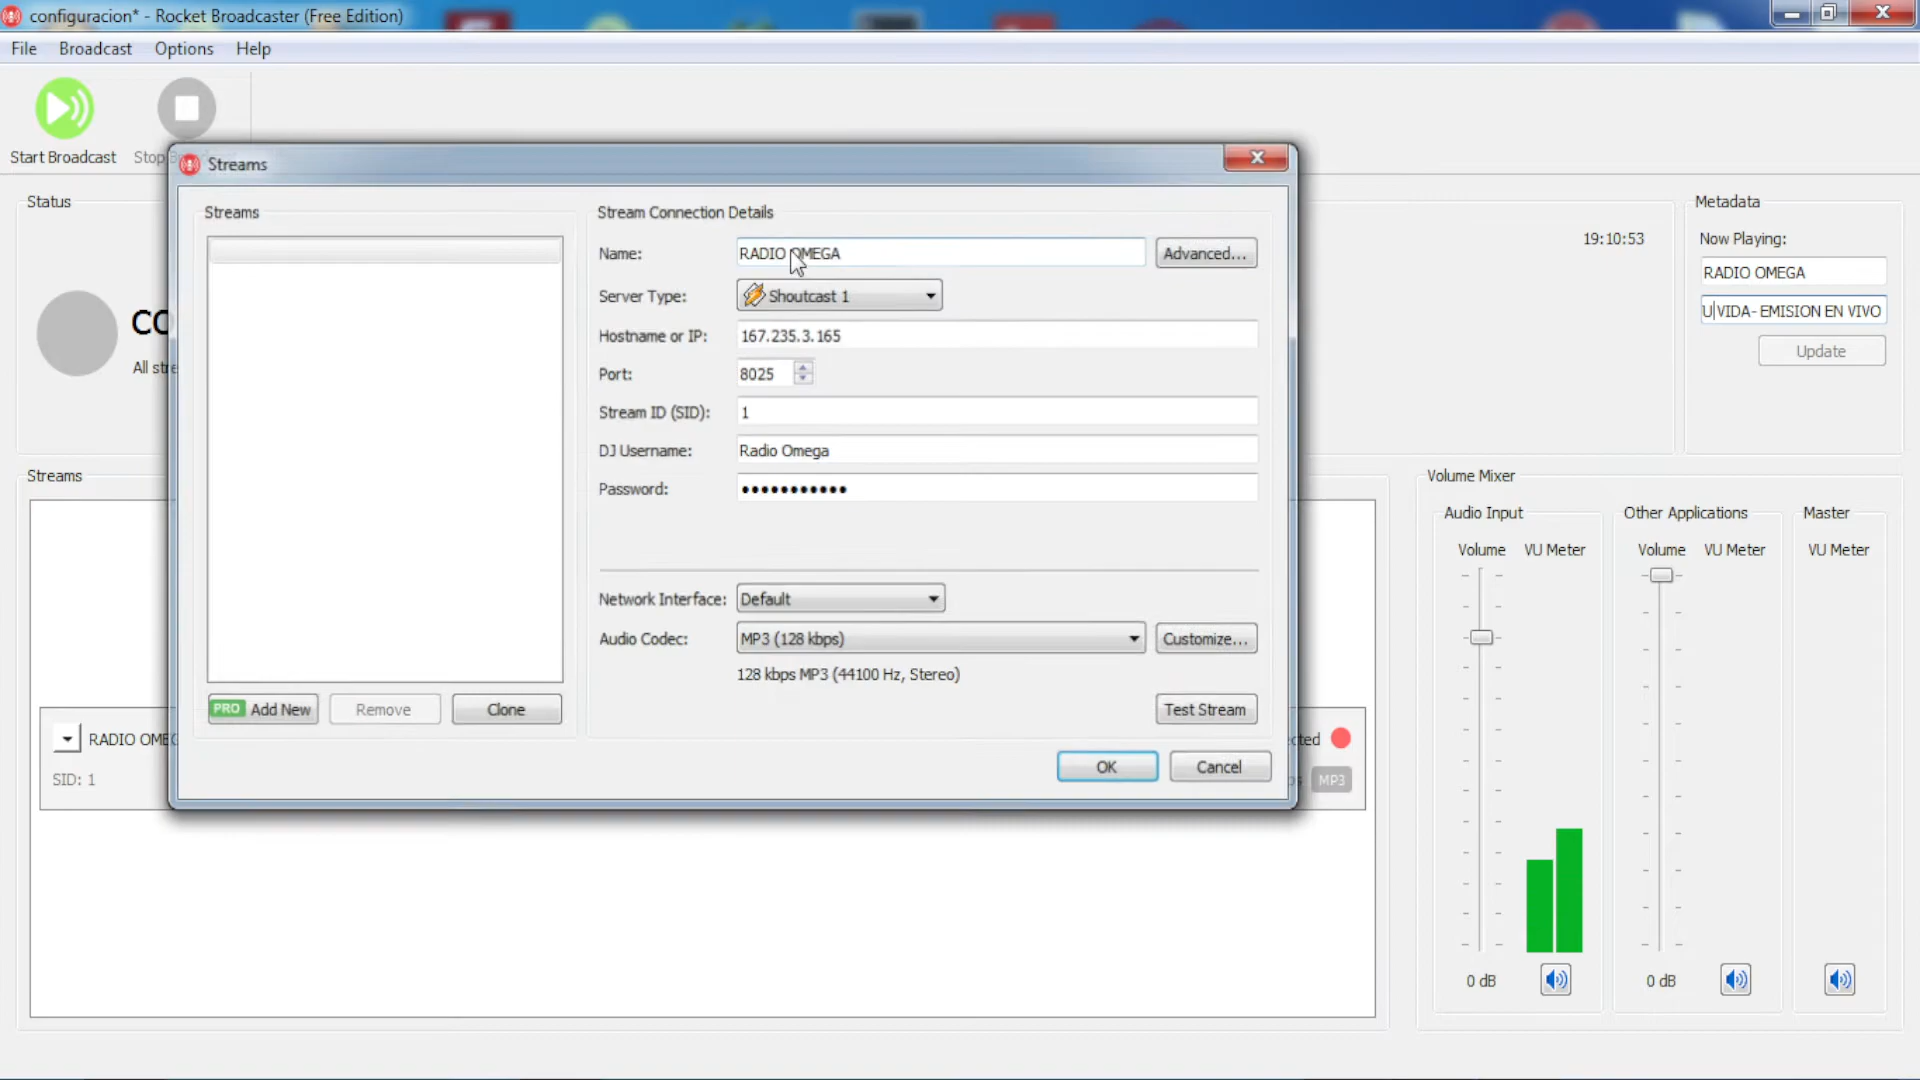 configuracion* - Rocket Broadcaster (Free Edition)
File Broadcast Options Help
Start Broadcast
Stop
Streams
Status
CO
All stre
Streams
Stream Connection Details
Name: RADIO OMEGA Advanced...
Server Type: Shoutcast 1
Hostname or IP: 167.235.3.165
Port: 8025
Stream ID (SID): 1
DJ Username: Radio Omega
Password: •••••••••••
Network Interface: Default
Audio Codec: MP3 (128 kbps) Customize...
128 kbps MP3 (44100 Hz, Stereo)
PRO Add New Remove Clone
Test Stream
OK Cancel
19:10:53
Metadata
Now Playing:
RADIO OMEGA
U VIDA- EMISION EN VIVO
Update
Streams
RADIO OMEG
SID: 1
cted
MP3
Volume Mixer
Audio Input Other Applications Master
Volume VU Meter Volume VU Meter VU Meter
0 dB 0 dB